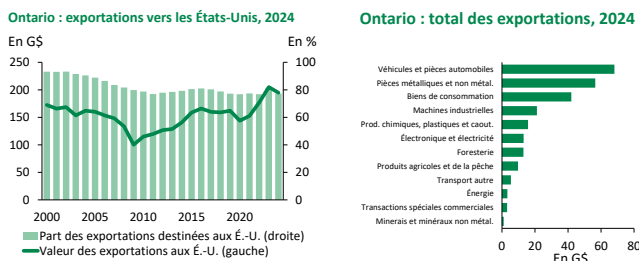 Ontario : exportations vers les États-Unis, 2024
En G$ En %
250 100
200 80
150 60
100 40
50 20
0 0
2000 2005 2010 2015 2020
Part des exportations destinées aux É.-U. (droite)
Valeur des exportations aux É.-U. (gauche)
Ontario : total des exportations, 2024
Véhicules et pièces automobiles
Pièces métalliques et non métal.
Biens de consommation
Machines industrielles
Prod. chimiques, plastiques et caout.
Électronique et électricité
Foresterie
Produits agricoles et de la pêche
Transport autre
Énergie
Transactions spéciales commerciales
Minerais et minéraux non métal.
0 20 40 60 80
En G$